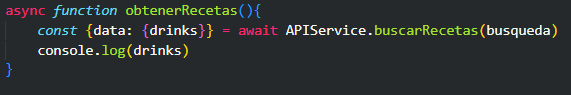 async function obtenerRecetas(){
    const {data: {drinks}} = await APIService.buscarRecetas(busqueda)
    console.log(drinks)
}